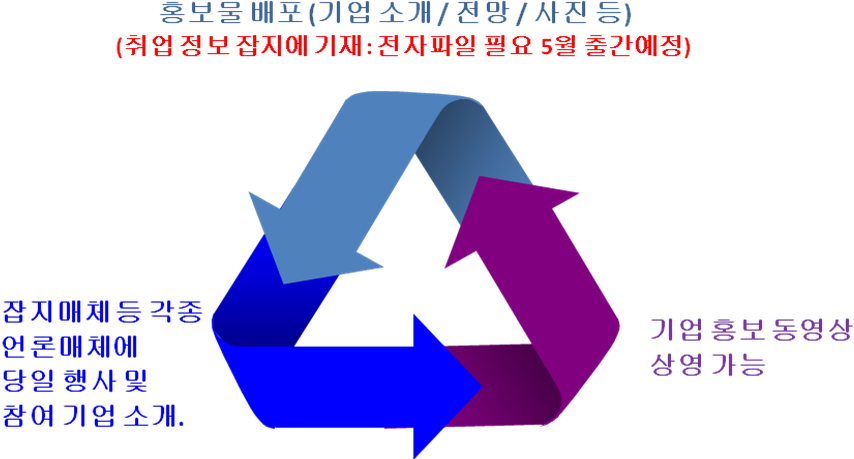 홍보물 배포 (기업 소개 / 전망 / 사진 등)
(취업 정보 잡지에 기재 : 전자파일 필요 5월 출간예정)
잡지매체 등 각종
언론매체에
당일 행사 및
참여 기업 소개.
기업 홍보 동영상
상영 가능